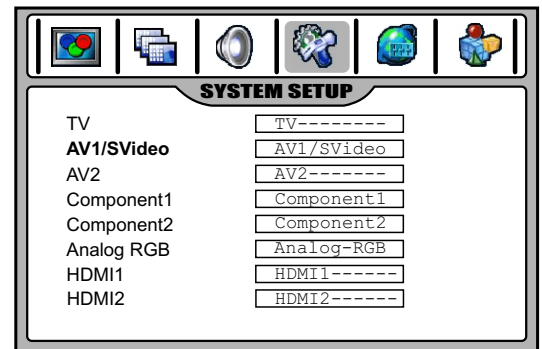 SYSTEM SETUP
TV TV--------
AV1/SVideo AV1/SVideo
AV2 AV2-------
Component1 Component1
Component2 Component2
Analog RGB Analog-RGB
HDMI1 HDMI1------
HDMI2 HDMI2------